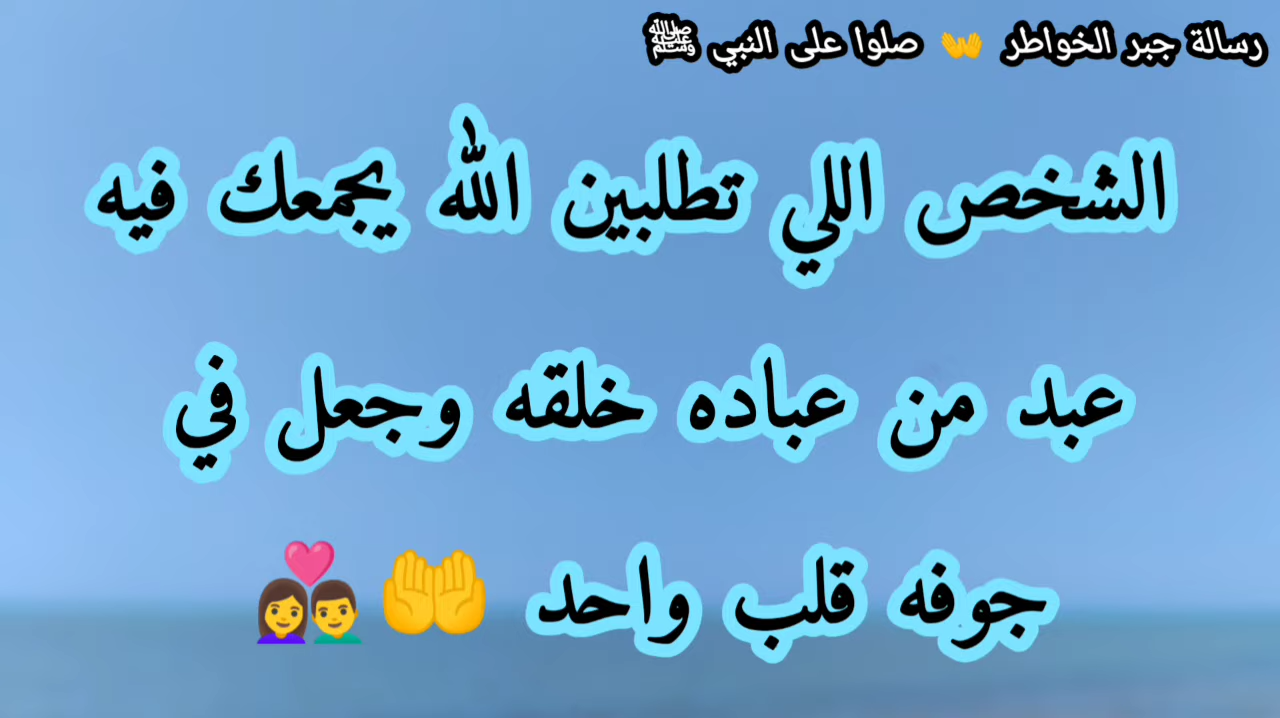 رسالة جبر الخواطر 👐 صلوا على النبي ﷺ
الشخص اللي تطلبين الله يجمعك فيه
عبد من عباده خلقه وجعل في
جوفه قلب واحد 🤲 👩‍❤️‍👨